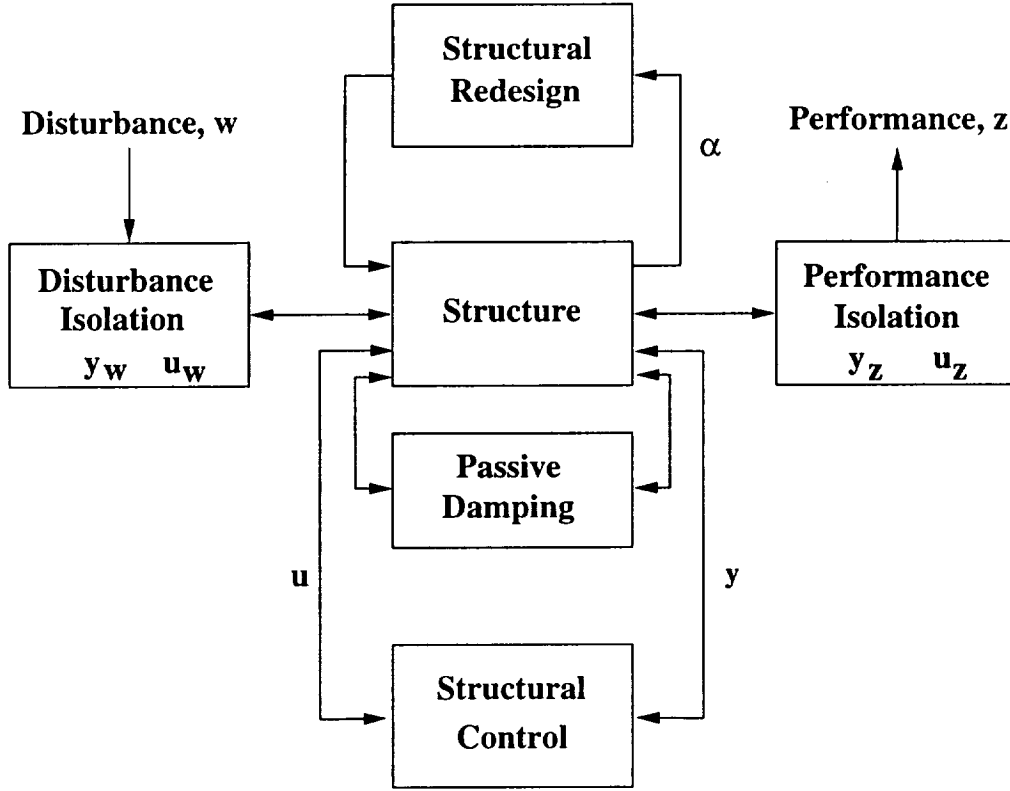 Structural
Redesign
Disturbance, w
Performance, z
α
Disturbance
Isolation
y_w u_w
Structure
Performance
Isolation
y_z u_z
Passive
Damping
u
y
Structural
Control